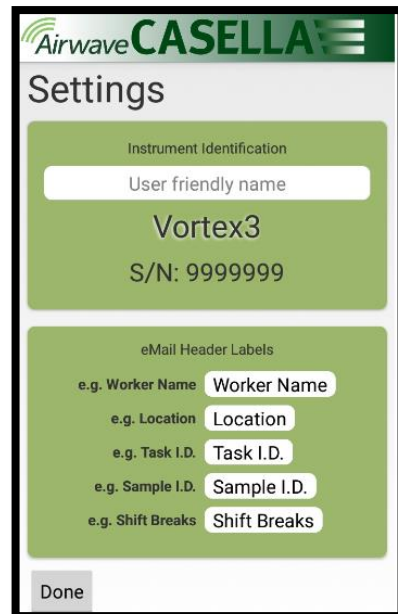 Airwave CASELLA
Settings
Instrument Identification
User friendly name
Vortex3
S/N: 9999999
eMail Header Labels
e.g. Worker Name Worker Name
e.g. Location Location
e.g. Task I.D. Task I.D.
e.g. Sample I.D. Sample I.D.
e.g. Shift Breaks Shift Breaks
Done